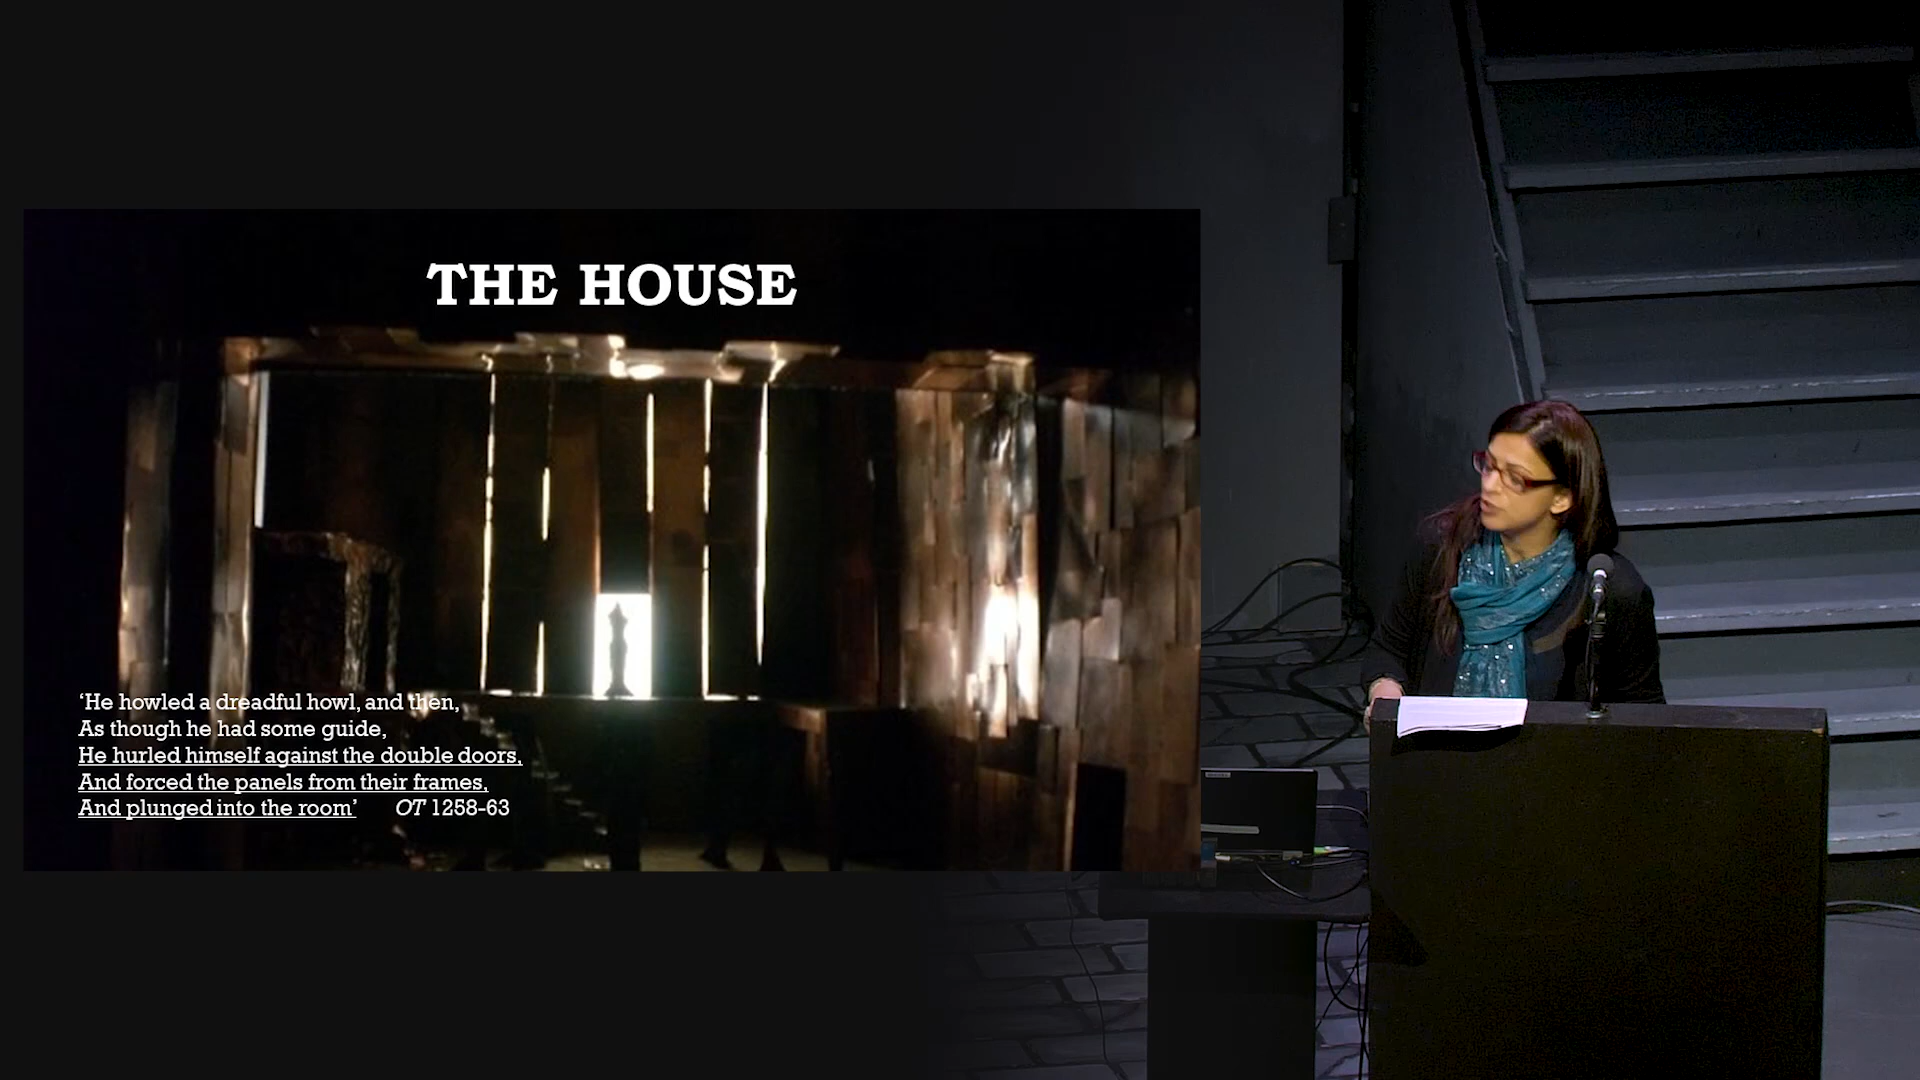 THE HOUSE
‘He howled a dreadful howl, and then,
As though he had some guide,
He hurled himself against the double doors,
And forced the panels from their frames,
And plunged into the room’ OT 1258-63